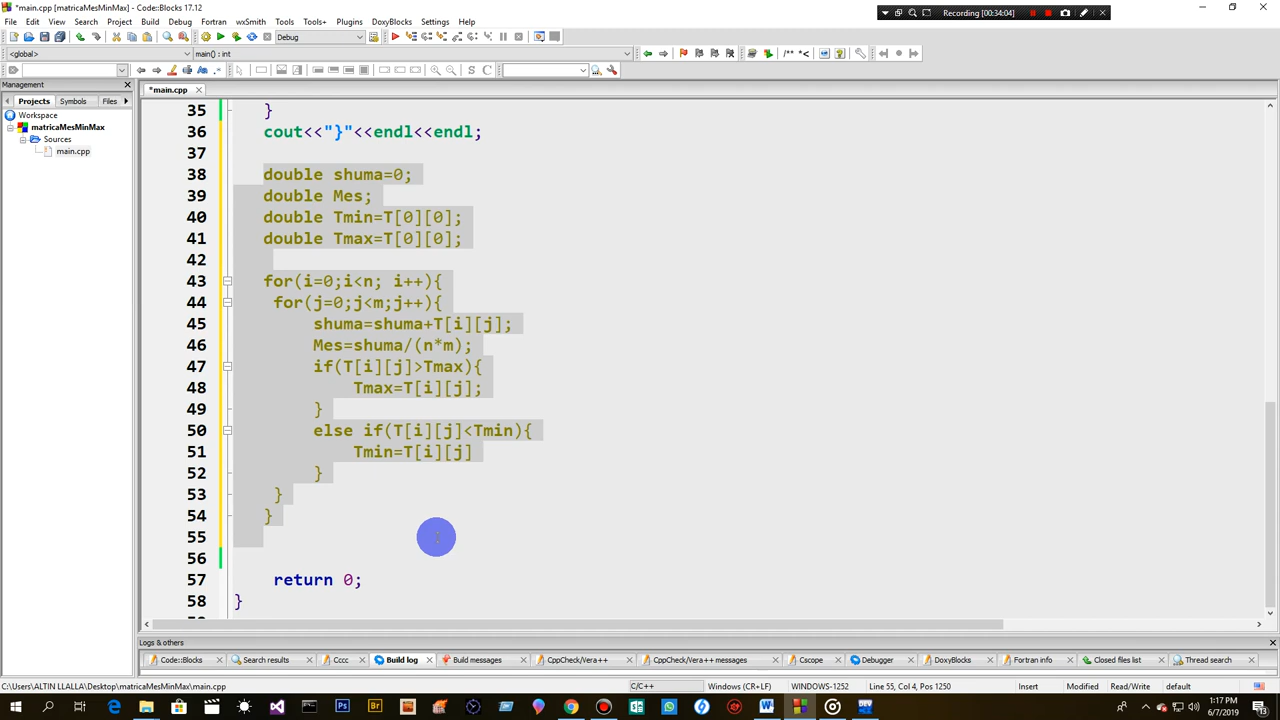 *main.cpp [matricaMesMinMax] - Code::Blocks 17.12
Recording [00:34:04]
File Edit View Search Project Build Debug Fortran wxSmith Tools Tools+ Plugins DoxyBlocks Settings Help
Debug
<global> main() : int
/** *<
S C
Management
*main.cpp
Projects Symbols Files
Workspace
matricaMesMinMax
Sources
main.cpp
35 }
36 cout<<"}"<<endl<<endl;
37
38 double shuma=0;
39 double Mes;
40 double Tmin=T[0][0];
41 double Tmax=T[0][0];
42
43 for(i=0;i<n; i++){
44 for(j=0;j<m;j++){
45 shuma=shuma+T[i][j];
46 Mes=shuma/(n*m);
47 if(T[i][j]>Tmax){
48 Tmax=T[i][j];
49 }
50 else if(T[i][j]<Tmin){
51 Tmin=T[i][j]
52 }
53 }
54 }
55
56
57 return 0;
58 }
Logs & others
Code::Blocks Search results Cccc Build log Build messages CppCheck/Vera++ CppCheck/Vera++ messages Cscope Debugger DoxyBlocks Fortran info Closed files list Thread search
C:\Users\ALTIN LLALLA\Desktop\matricaMesMinMax\main.cpp C/C++ Windows (CR+LF) WINDOWS-1252 Line 55, Col 4, Pos 1250 Insert Modified Read/Write default
1:17 PM
6/7/2019